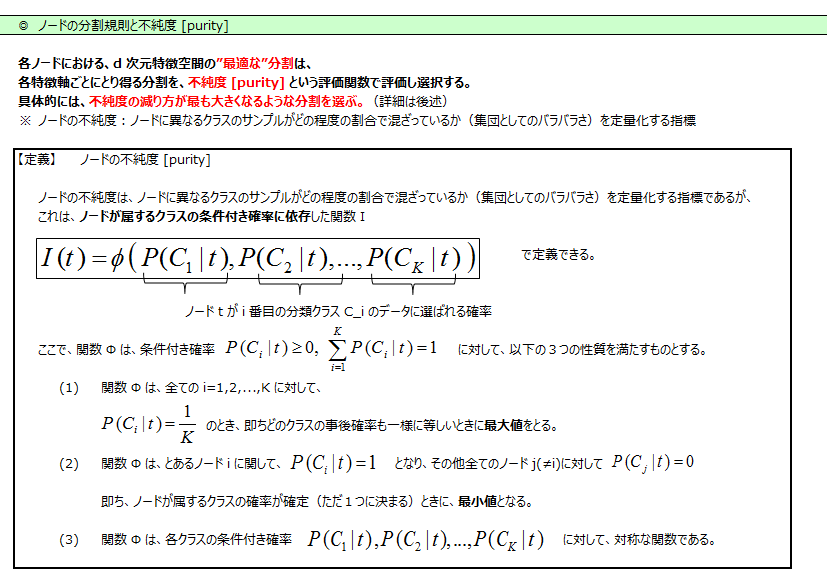 ◎ ノードの分割規則と不純度 [purity]
各ノードにおける、d 次元特徴空間の"最適な"分割は、
各特徴軸ごとにとり得る分割を、不純度 [purity] という評価関数で評価し選択する。
具体的には、不純度の減り方が最も大きくなるような分割を選ぶ。（詳細は後述）
※ ノードの不純度：ノードに異なるクラスのサンプルがどの程度の割合で混ざっているか（集団としてのバラバラさ）を定量化する指標
【定義】 ノードの不純度 [purity]
ノードの不純度は、ノードに異なるクラスのサンプルがどの程度の割合で混ざっているか（集団としてのバラバラさ）を定量化する指標であるが、
これは、ノードが属するクラスの条件付き確率に依存した関数 I
I(t) = ϕ( P(C_1 | t), P(C_2 | t),..., P(C_K | t) ) で定義できる。
ノード t が i 番目の分類クラス C_i のデータに選ばれる確率
ここで、関数 Φ は、条件付き確率 P(C_i | t) ≥ 0, ∑_{i=1}^{K} P(C_i | t) = 1 に対して、以下の３つの性質を満たすものとする。
(1) 関数 Φ は、全ての i=1,2,...,K に対して、
P(C_i | t) = 1/K のとき、即ちどのクラスの事後確率も一様に等しいときに最大値をとる。
(2) 関数 Φ は、とあるノード i に関して、 P(C_i | t) = 1 となり、その他全てのノード j(≠i)に対して P(C_j | t) = 0
即ち、ノードが属するクラスの確率が確定（ただ１つに決まる）ときに、最小値となる。
(3) 関数 Φ は、各クラスの条件付き確率 P(C_1 | t), P(C_2 | t),..., P(C_K | t) に対して、対称な関数である。